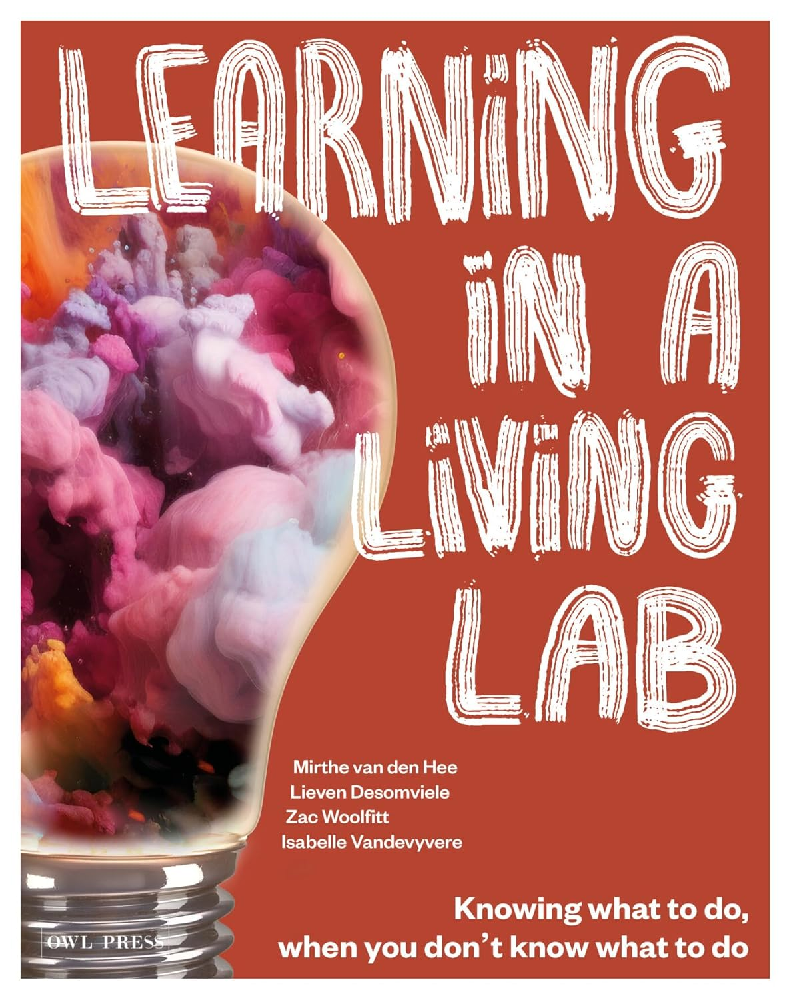 LEARNiNG
iN A
LiViNG
LAB
Mirthe van den Hee
Lieven Desomviele
Zac Woolfitt
Isabelle Vandevyvere
Knowing what to do,
when you don't know what to do
OWL PRESS